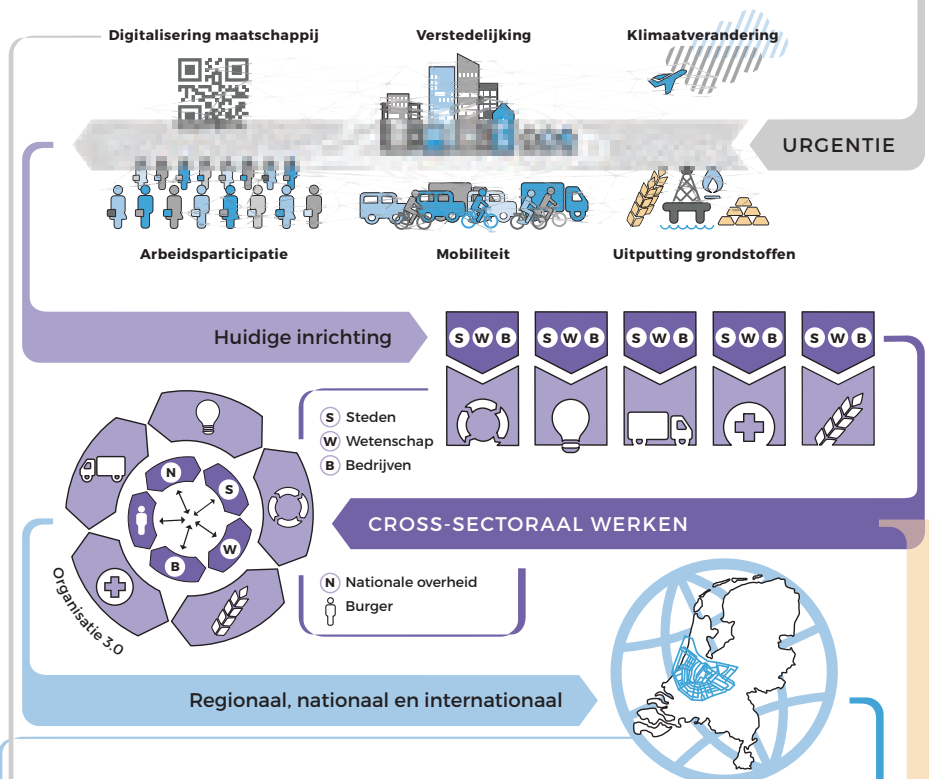 Digitalisering maatschappij
Verstedelijking
Klimaatverandering
URGENTIE
Arbeidsparticipatie
Mobiliteit
Uitputting grondstoffen
Huidige inrichting
S W B
S W B
S W B
S W B
S W B
S Steden
W Wetenschap
B Bedrijven
N
S
W
B
CROSS-SECTORAAL WERKEN
N Nationale overheid
Burger
Organisatie 3.0
Regionaal, nationaal en internationaal